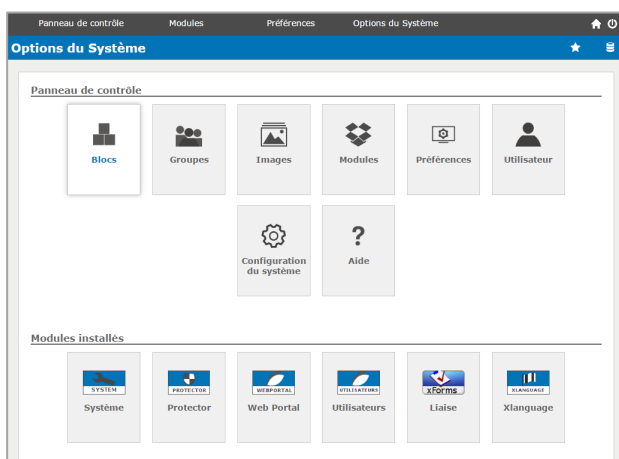 Panneau de contrôle Modules Préférences Options du Système
Options du Système
Panneau de contrôle
Blocs Groupes Images Modules Préférences Utilisateur
Configuration du système
Aide
Modules installés
SYSTEM PROTECTOR WEBPORTAL UTILISATEURS xForms XLANGUAGE
Système Protector Web Portal Utilisateurs Liaise Xlanguage